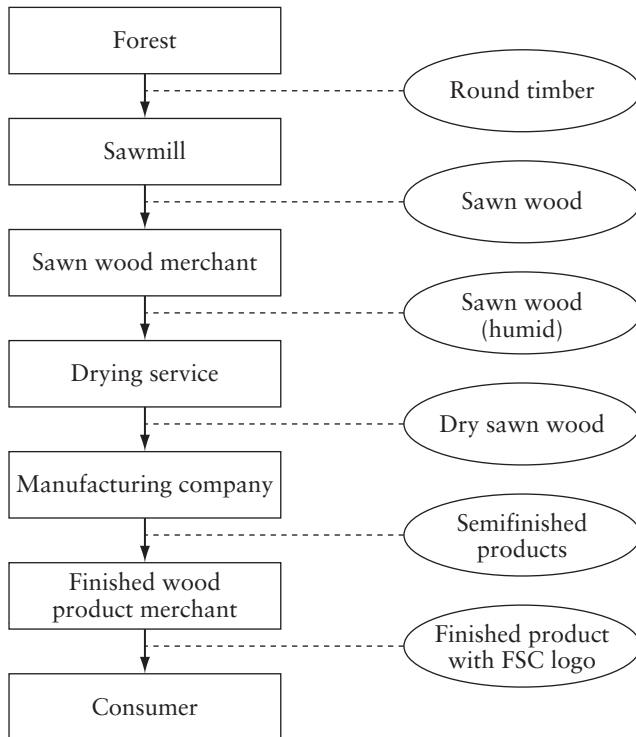 Forest
Round timber
Sawmill
Sawn wood
Sawn wood merchant
Sawn wood
(humid)
Drying service
Dry sawn wood
Manufacturing company
Semifinished
products
Finished wood
product merchant
Finished product
with FSC logo
Consumer